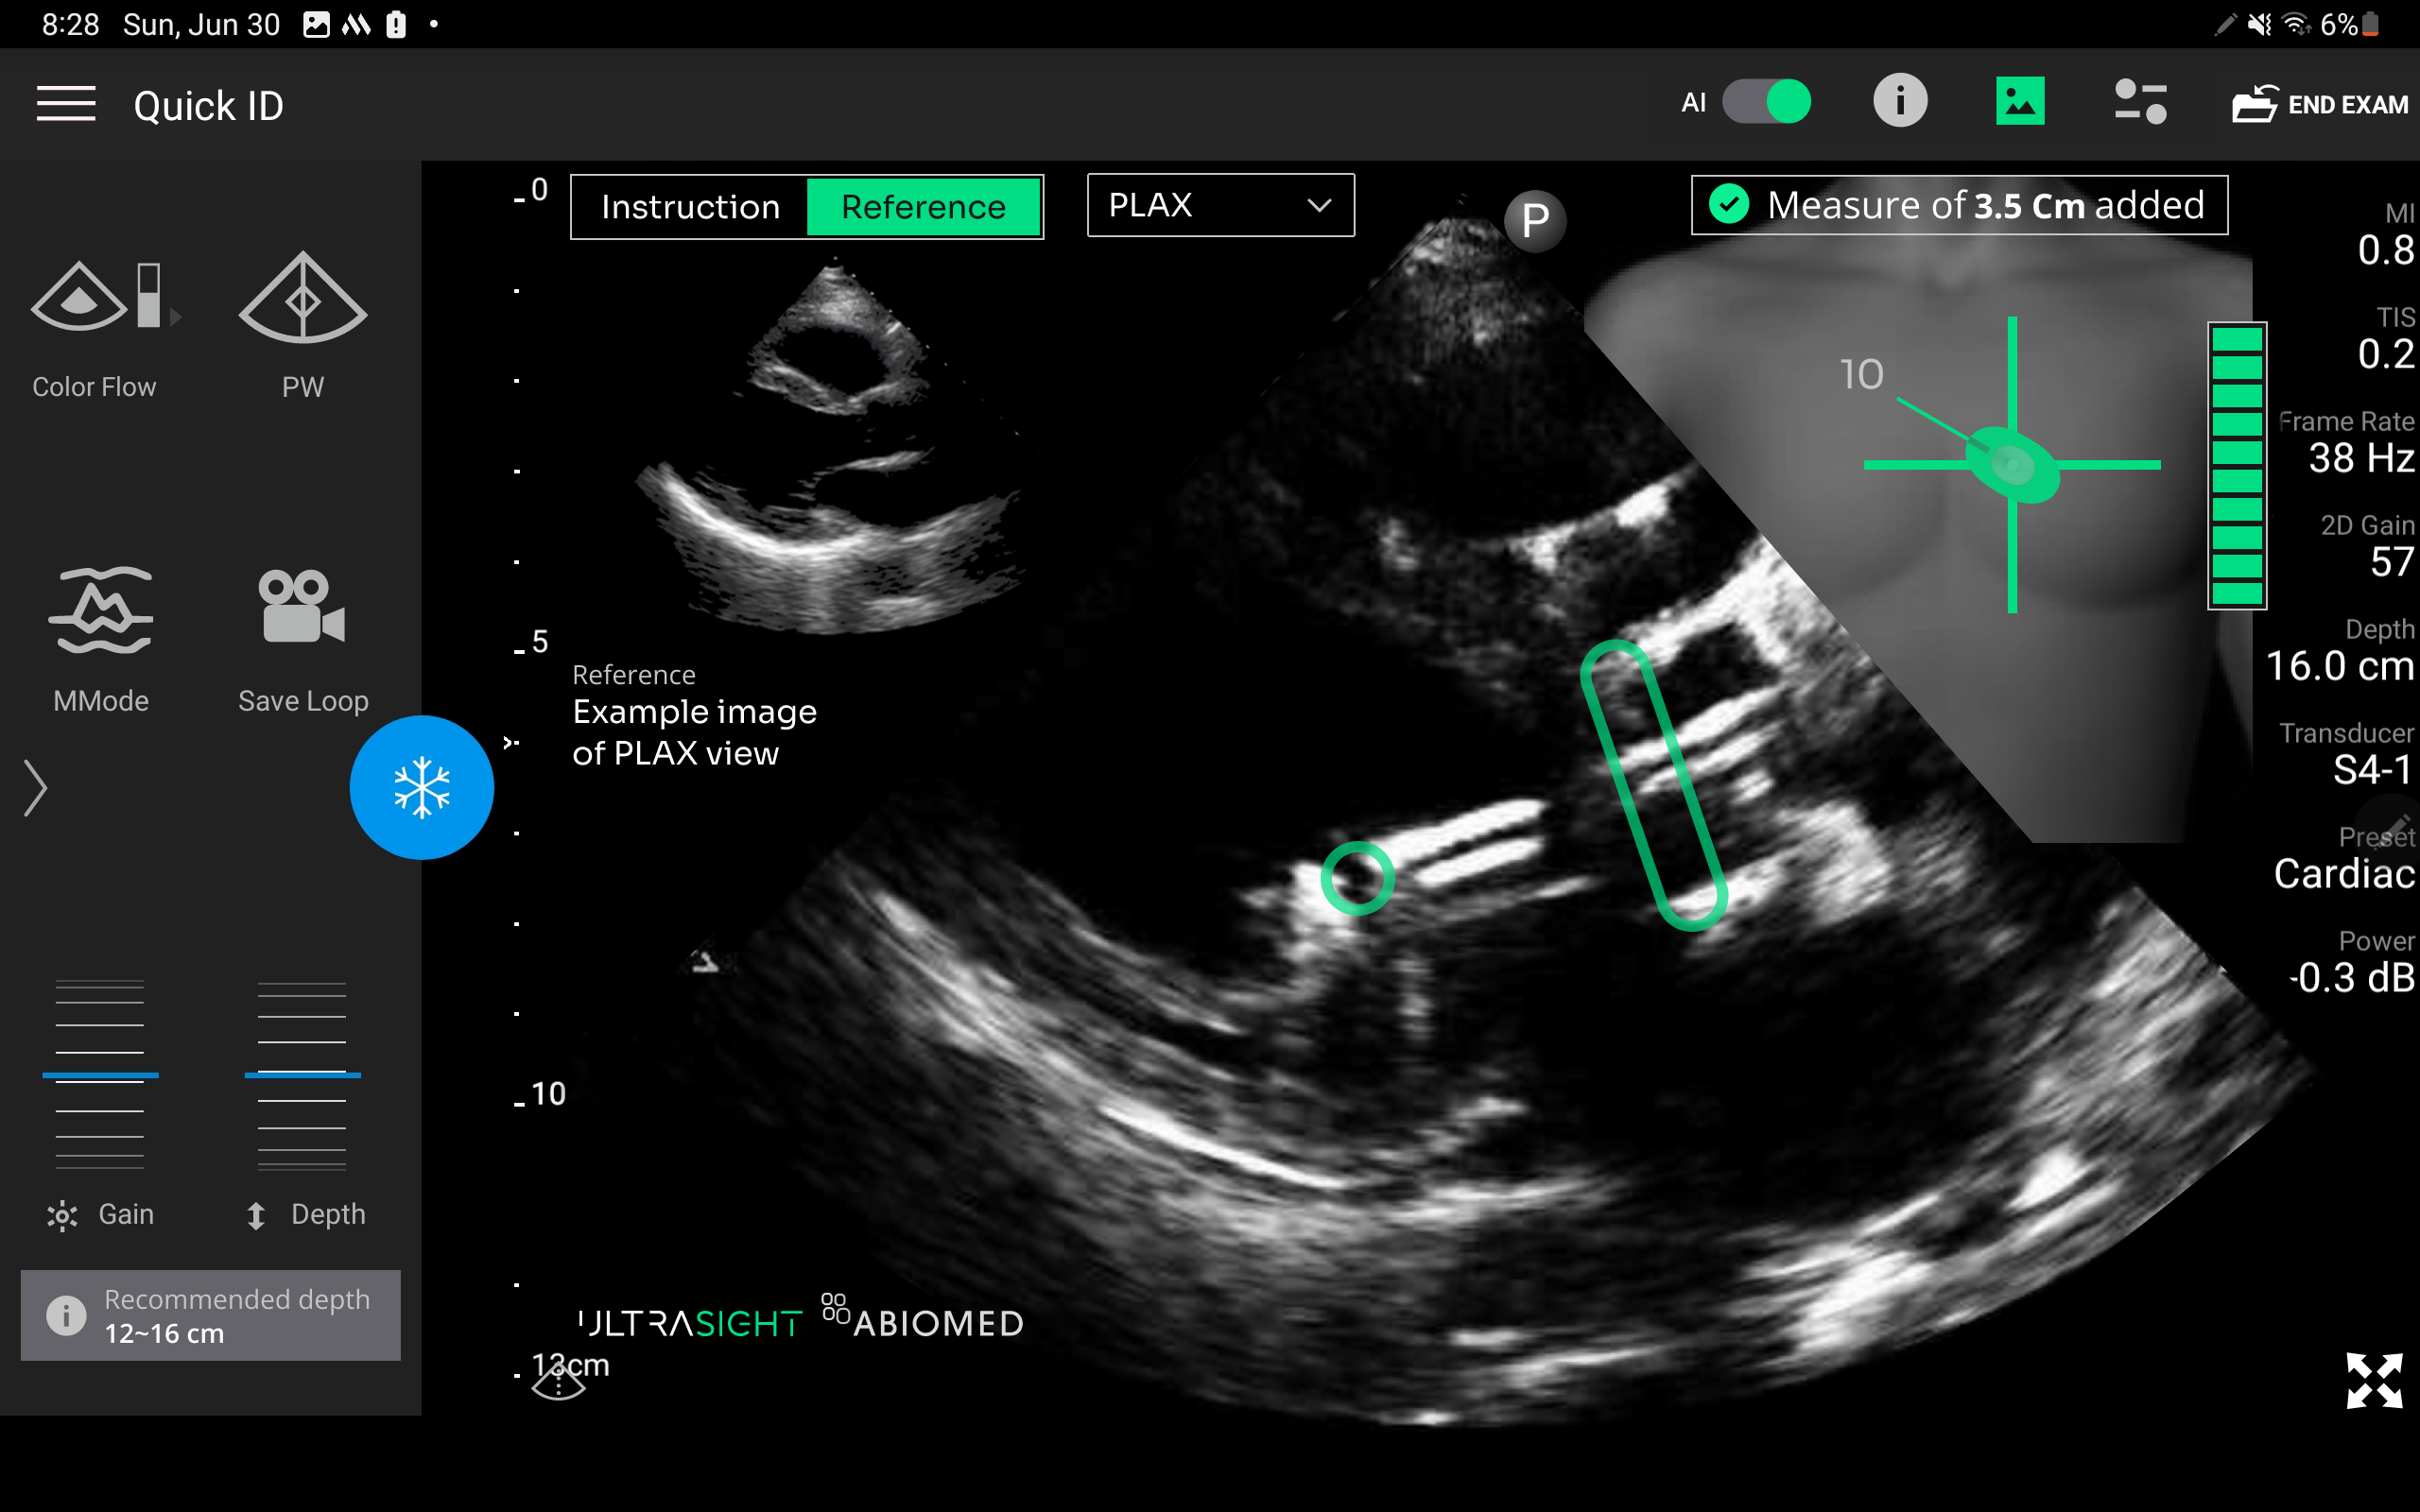 8:28 Sun, Jun 30
6%
Quick ID
AI
END EXAM
Color Flow
PW
MMode
Save Loop
Gain
Depth
Recommended depth
12~16 cm
0
5
10
13cm
Instruction
Reference
PLAX
P
Measure of 3.5 Cm added
10
Reference
Example image
of PLAX view
ULTRASIGHT
ABIOMED
MI
0.8
TIS
0.2
Frame Rate
38 Hz
2D Gain
57
Depth
16.0 cm
Transducer
S4-1
Preset
Cardiac
Power
-0.3 dB